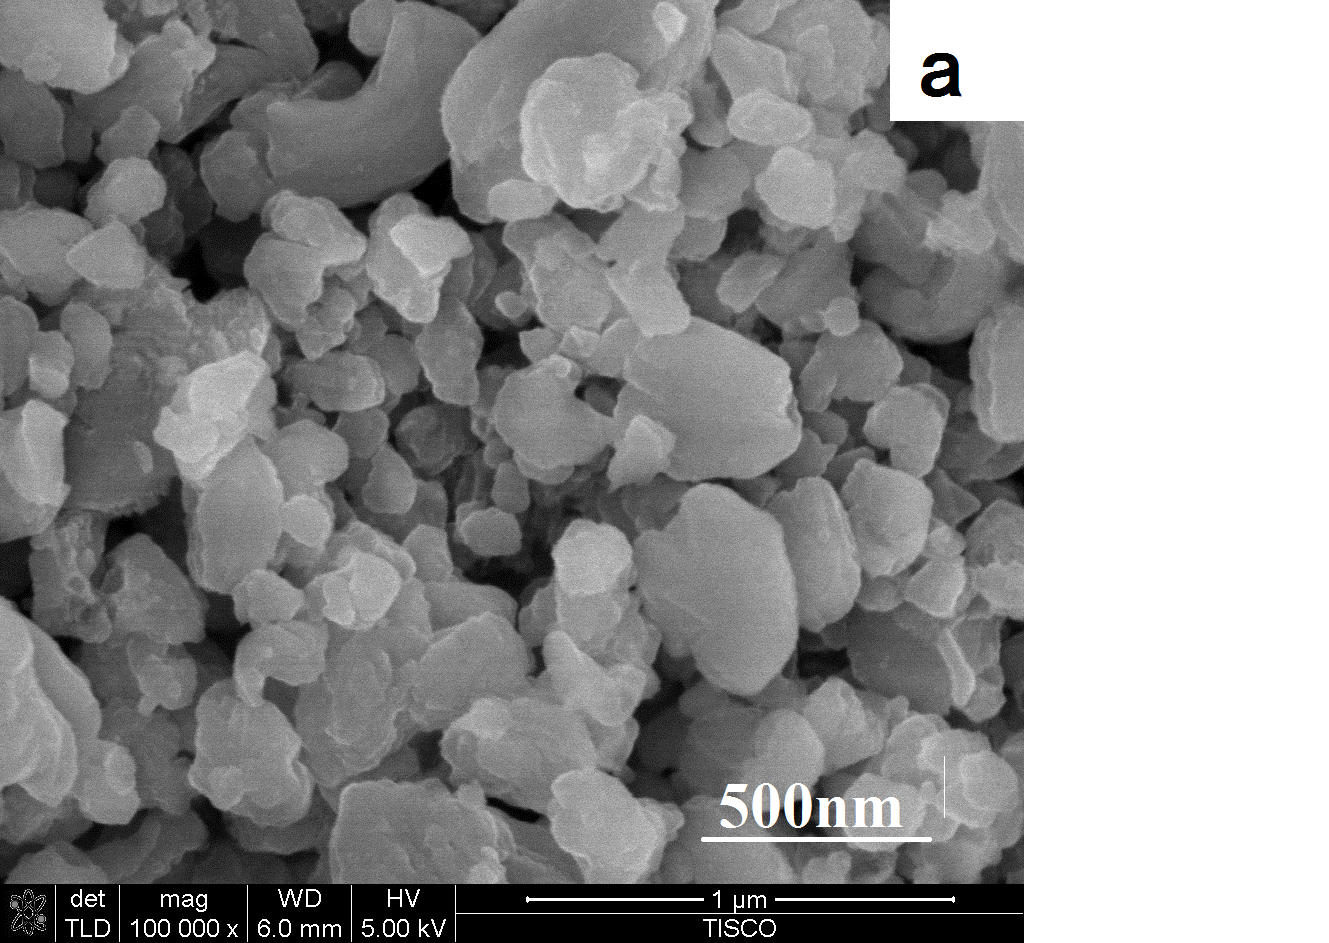 a
500nm
det mag WD HV 1 µm
TLD 100 000 x 6.0 mm 5.00 kV TISCO